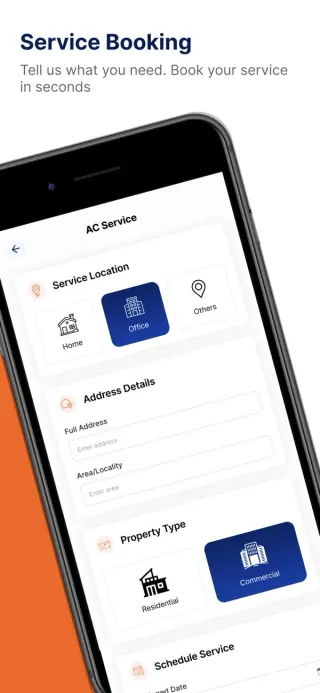 Service Booking
Tell us what you need. Book your service
in seconds
AC Service
Service Location
Home
Office
Others
Address Details
Full Address
Enter address
Area/Locality
Enter area
Property Type
Residential
Commercial
Schedule Service
Date